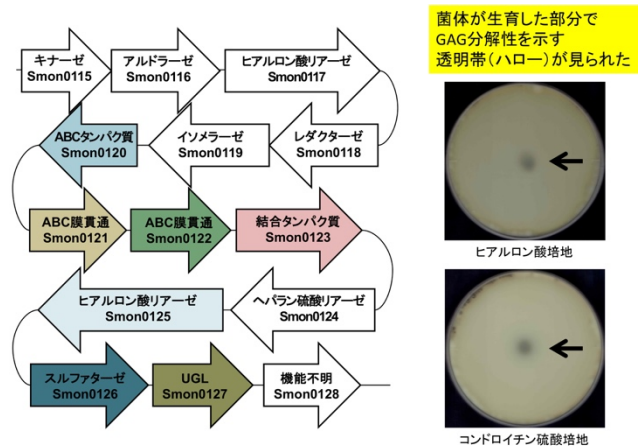 キナーゼ
Smon0115
アルドラーゼ
Smon0116
ヒアルロン酸リアーゼ
Smon0117
ABCタンパク質
Smon0120
イソメラーゼ
Smon0119
レダクターゼ
Smon0118
ABC膜貫通
Smon0121
ABC膜貫通
Smon0122
結合タンパク質
Smon0123
ヒアルロン酸リアーゼ
Smon0125
ヘパラン硫酸リアーゼ
Smon0124
スルファターゼ
Smon0126
UGL
Smon0127
機能不明
Smon0128
菌体が生育した部分で
GAG分解性を示す
透明帯(ハロー)が見られた
ヒアルロン酸培地
コンドロイチン硫酸培地